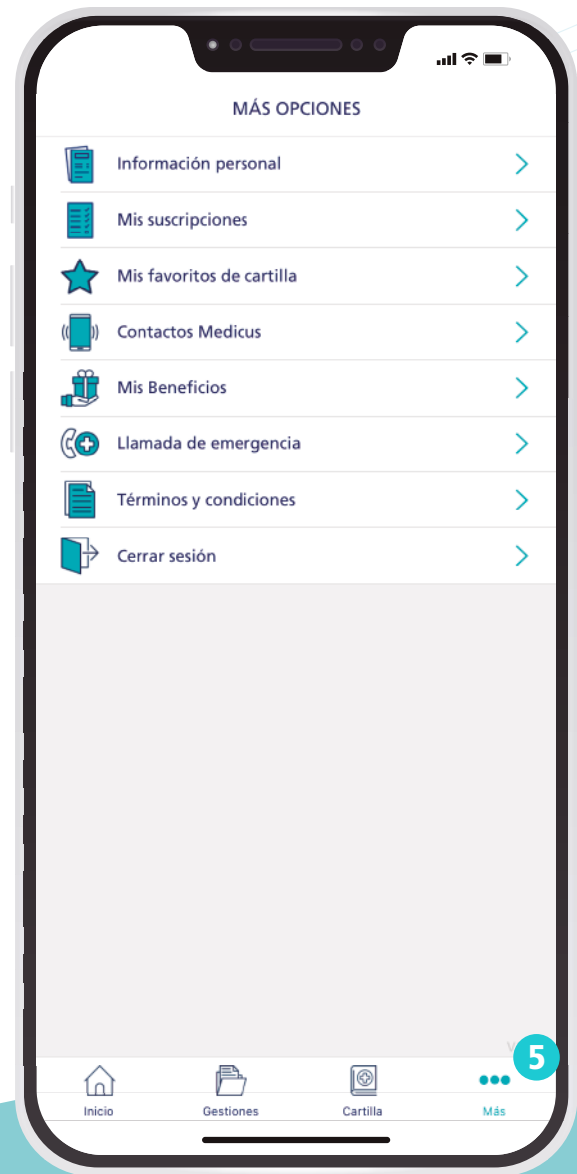 MÁS OPCIONES
Información personal
Mis suscripciones
Mis favoritos de cartilla
Contactos Medicus
Mis Beneficios
Llamada de emergencia
Términos y condiciones
Cerrar sesión
5
Inicio
Gestiones
Cartilla
Más